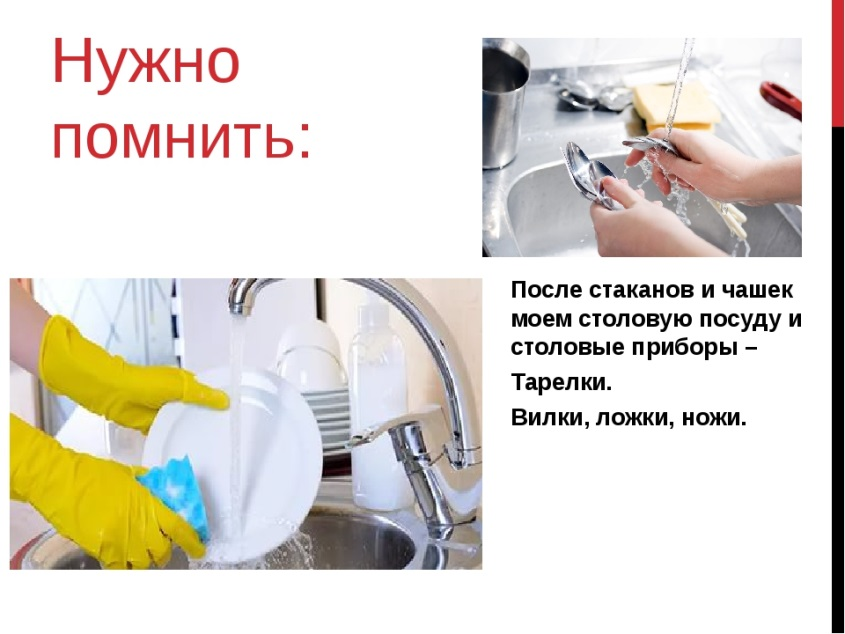 Нужно
помнить:
После стаканов и чашек
моем столовую посуду и
столовые приборы –
Тарелки.
Вилки, ложки, ножи.